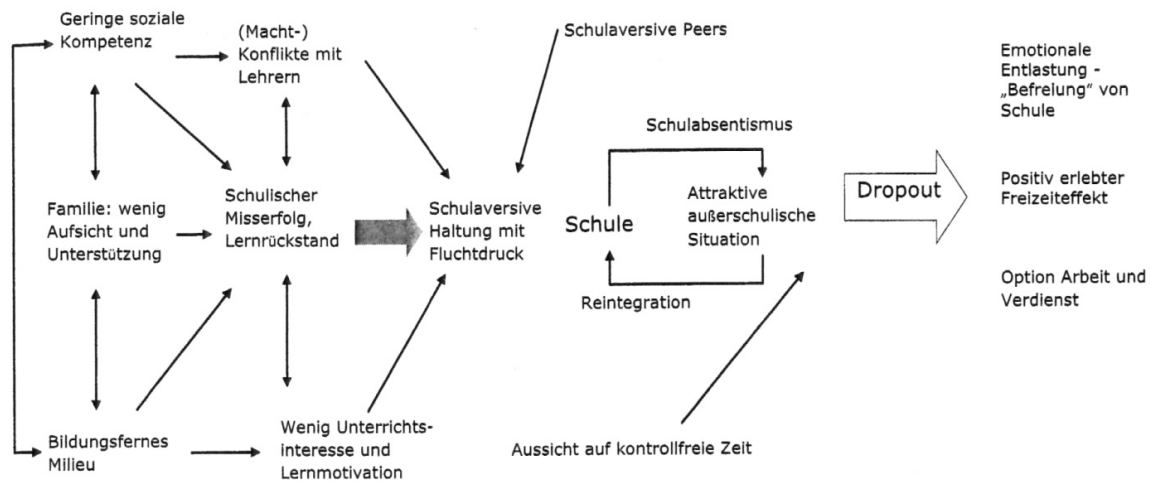 Geringe soziale
Kompetenz
(Macht-)
Konflikte mit
Lehrern
Schulaversive Peers
Emotionale
Entlastung -
„Befreiung“ von
Schule
Schulabsentismus
Familie: wenig
Aufsicht und
Unterstützung
Schulischer
Misserfolg,
Lernrückstand
Schulaversive
Haltung mit
Fluchtdruck
Schule
Attraktive
außerschulische
Situation
Dropout
Positiv erlebter
Freizeiteffekt
Reintegration
Option Arbeit und
Verdienst
Bildungsfernes
Milieu
Wenig Unterrichts-
interesse und
Lernmotivation
Aussicht auf kontrollfreie Zeit